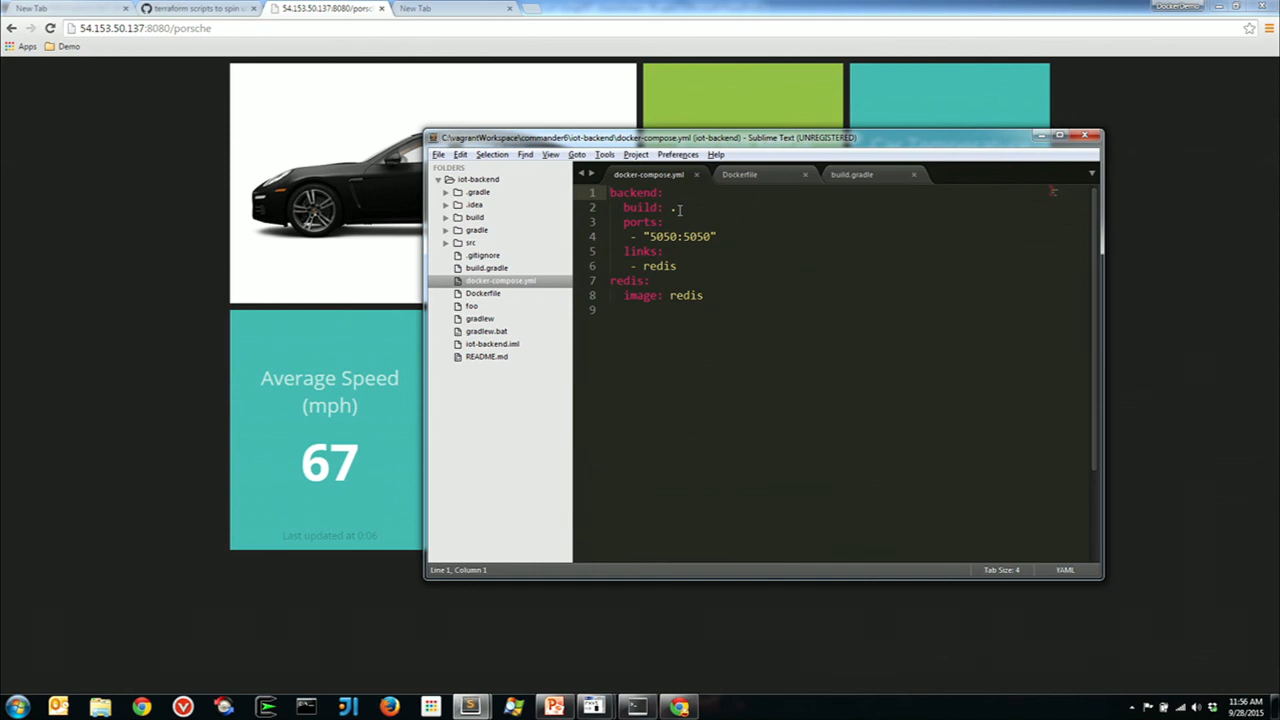 New Tab
terraform scripts to spin u
54.153.50.137:8080/porsc
New Tab
DockerDemo
54.153.50.137:8080/porsche
Apps
Demo
C:\vagrantWorkspace\commander6\iot-backend\docker-compose.yml (iot-backend) - Sublime Text (UNREGISTERED)
File Edit Selection Find View Goto Tools Project Preferences Help
FOLDERS
iot-backend
.gradle
.idea
build
gradle
src
.gitignore
build.gradle
docker-compose.yml
Dockerfile
foo
gradlew
gradlew.bat
iot-backend.iml
README.md
docker-compose.yml
Dockerfile
build.gradle
1 backend:
2 build: .
3 ports:
4 - "5050:5050"
5 links:
6 - redis
7 redis:
8 image: redis
9
Line 1, Column 1
Tab Size: 4
YAML
Average Speed
(mph)
67
Last updated at 0:06
11:56 AM
9/28/2015